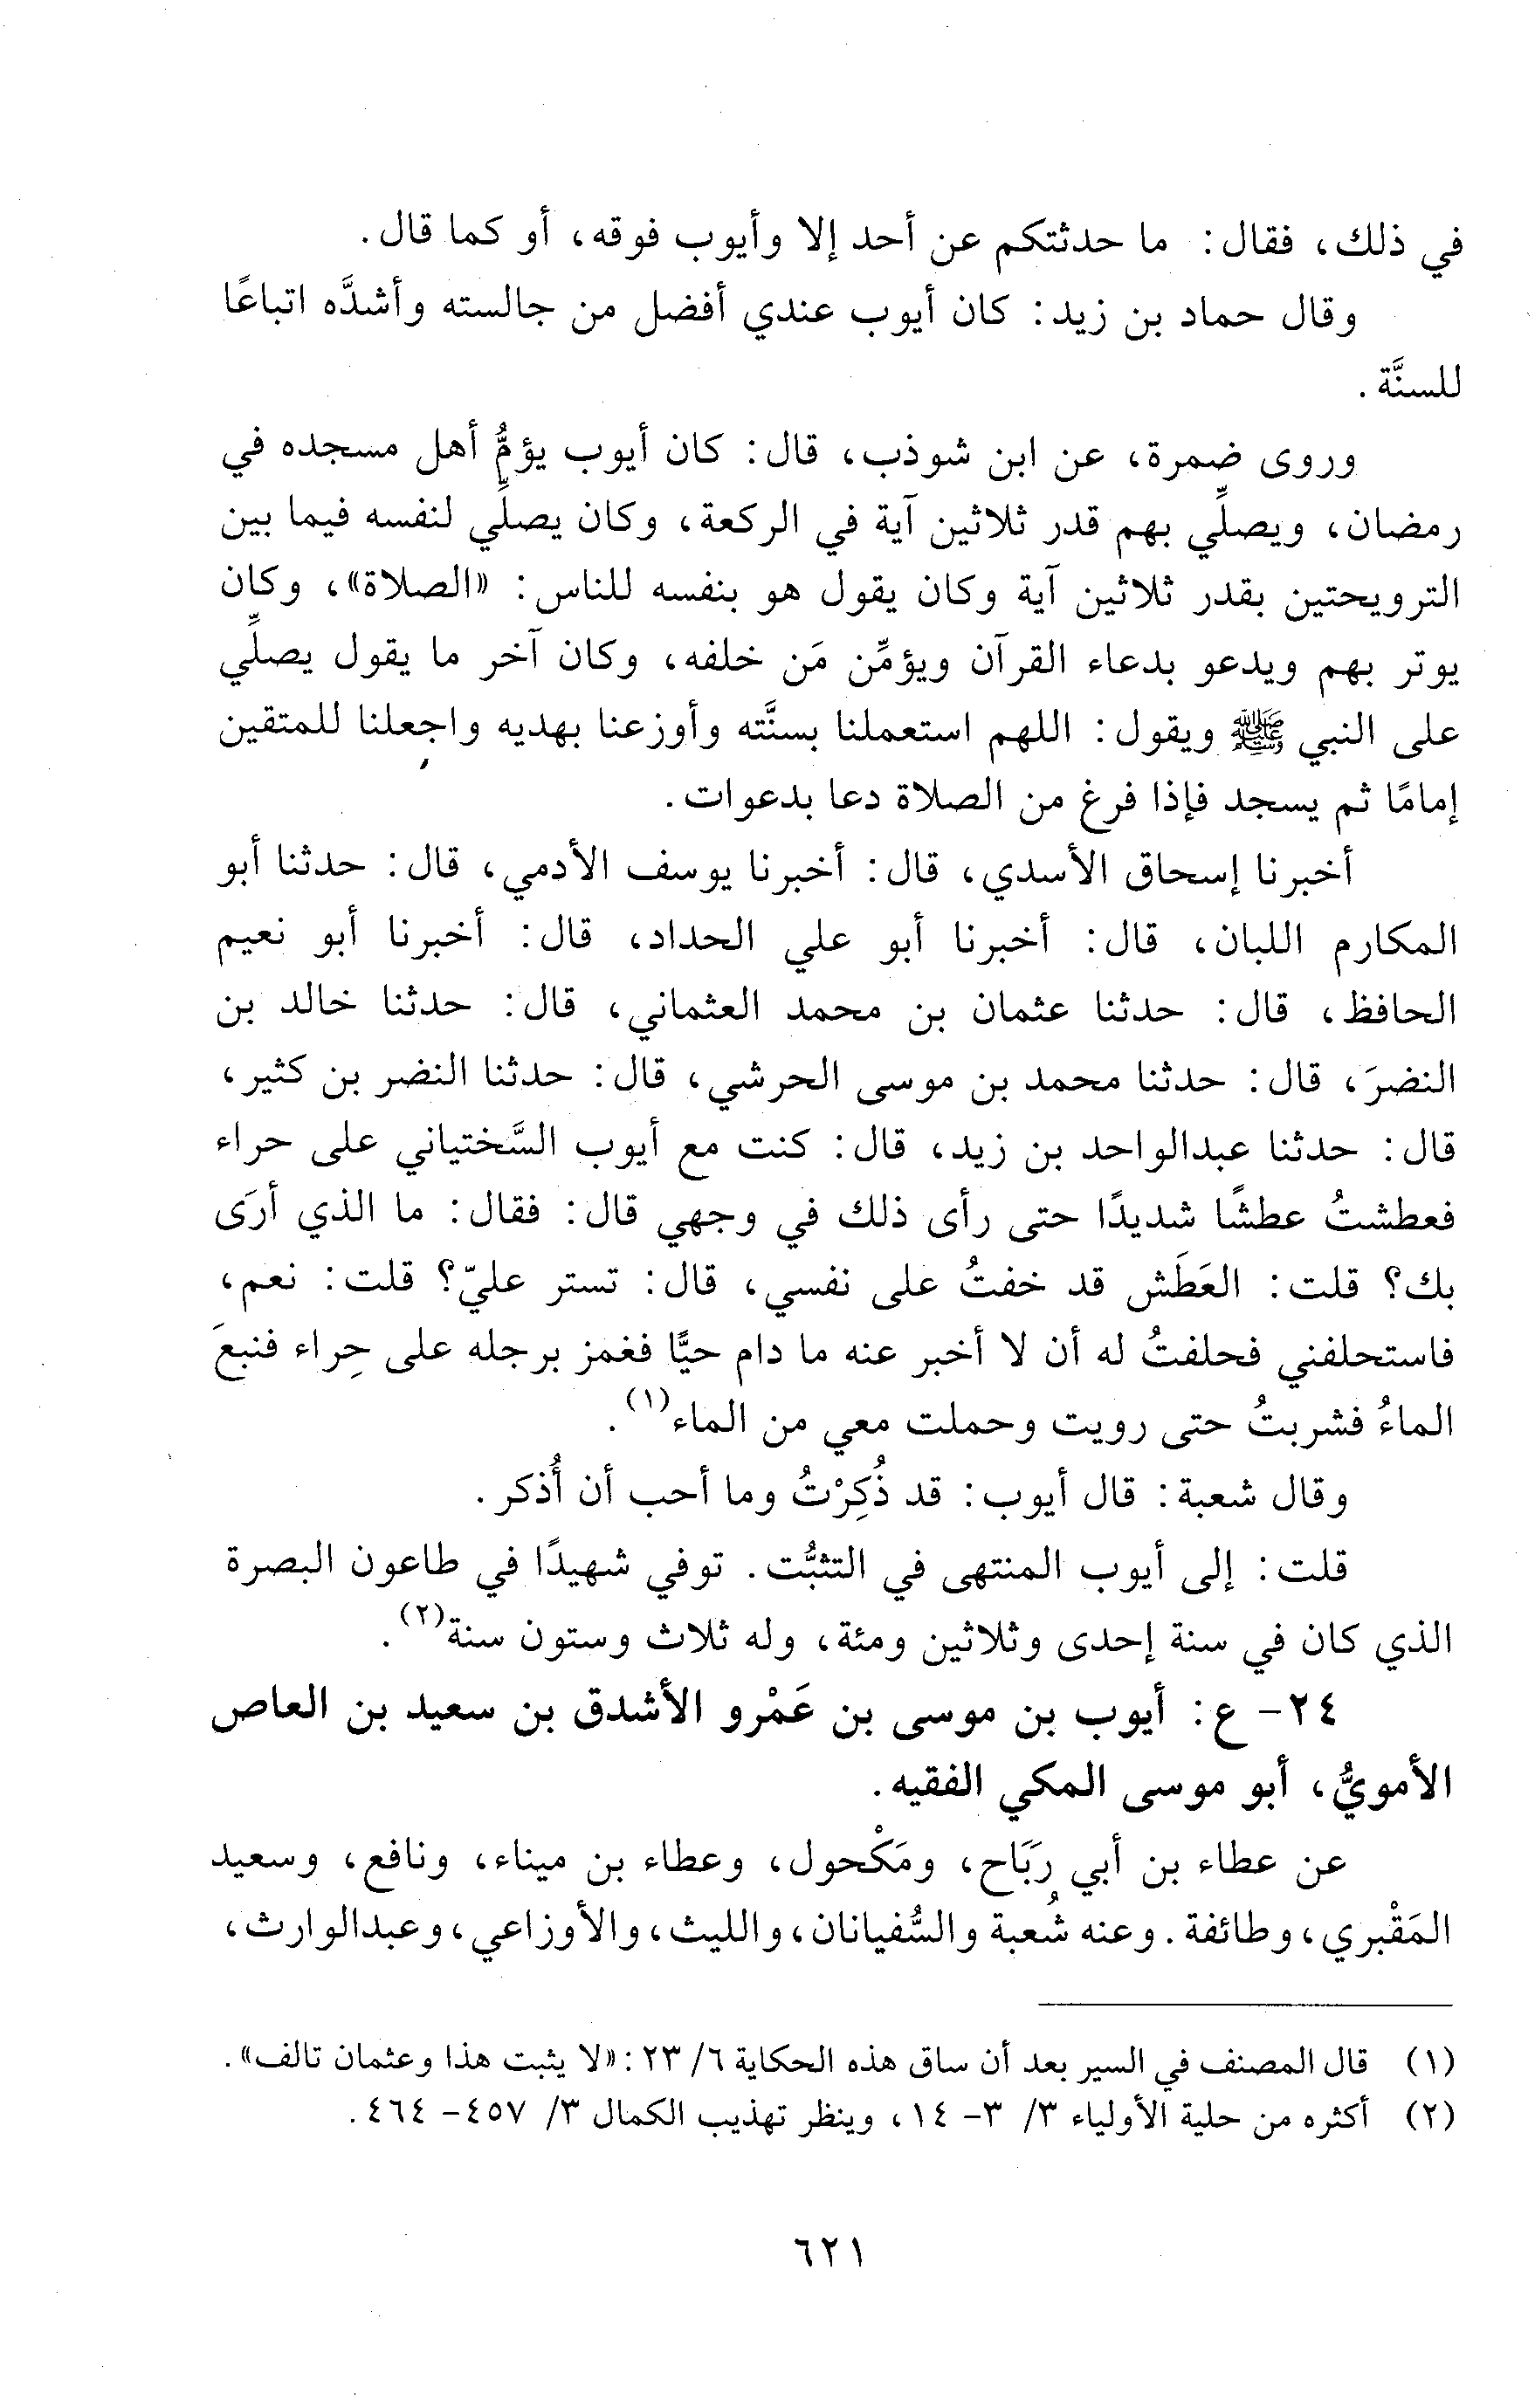 في ذلك، فقال: ما حدثتكم عن أحد إلا وأيوب فوقه، أو كما قال.
وقال حماد بن زيد: كان أيوب عندي أفضل من جالسته وأشدَّه اتباعًا
للسنَّة.
وروى ضمرة، عن ابن شوذب، قال: كان أيوب يؤمُّ أهل مسجده في
رمضان، ويصلِّي بهم قدر ثلاثين آية في الركعة، وكان يصلِّي لنفسه فيما بين
الترويحتين بقدر ثلاثين آية وكان يقول هو بنفسه للناس: «الصلاة»، وكان
يوتر بهم ويدعو بدعاء القرآن ويؤمِّن مَن خلفه، وكان آخر ما يقول يصلِّي
على النبي ﷺ ويقول: اللهم استعملنا بسنَّته وأوزعنا بهديه واجعلنا للمتقين
إمامًا ثم يسجد فإذا فرغ من الصلاة دعا بدعوات.
أخبرنا إسحاق الأسدي، قال: أخبرنا يوسف الأدمي، قال: حدثنا أبو
المكارم اللبان، قال: أخبرنا أبو علي الحداد، قال: أخبرنا أبو نعيم
الحافظ، قال: حدثنا عثمان بن محمد العثماني، قال: حدثنا خالد بن
النضرَ، قال: حدثنا محمد بن موسى الحرشي، قال: حدثنا النضر بن كثير،
قال: حدثنا عبدالواحد بن زيد، قال: كنت مع أيوب السَّختياني على حراء
فعطشتُ عطشًا شديدًا حتى رأى ذلك في وجهي قال: فقال: ما الذي أرَى
بك؟ قلت: العَطَش قد خفتُ على نفسي، قال: تستر عليّ؟ قلت: نعم،
فاستحلفني فحلفتُ له أن لا أخبر عنه ما دام حيًّا فغمز برجله على حِراء فنبعَ
الماءُ فشربتُ حتى رويت وحملت معي من الماء(١).
وقال شعبة: قال أيوب: قد ذُكِرْتُ وما أحب أن أُذكر.
قلت: إلى أيوب المنتهى في التثبُّت. توفي شهيدًا في طاعون البصرة
الذي كان في سنة إحدى وثلاثين ومئة، وله ثلاث وستون سنة(٢).
٢٤- ع: أيوب بن موسى بن عَمْرو الأشدق بن سعيد بن العاص
الأمويُّ، أبو موسى المكي الفقيه.
عن عطاء بن أبي رَبَاح، ومَكْحول، وعطاء بن ميناء، ونافع، وسعيد
المَقْبري، وطائفة. وعنه شُعبة والسُّفيانان، والليث، والأوزاعي، وعبدالوارث،
(١) قال المصنف في السير بعد أن ساق هذه الحكاية ٦/ ٢٣: «لا يثبت هذا وعثمان تالف».
(٢) أكثره من حلية الأولياء ٣/ ٣- ١٤، وينظر تهذيب الكمال ٣/ ٤٥٧- ٤٦٤.
٦٢١